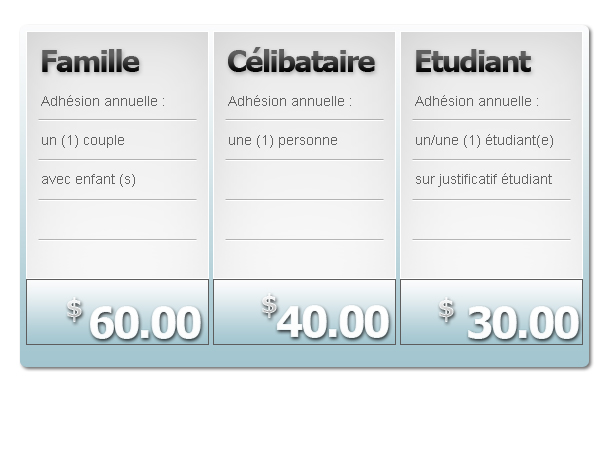 Famille
Adhésion annuelle :
un (1) couple
avec enfant (s)
$ 60.00
Célibataire
Adhésion annuelle :
une (1) personne
$ 40.00
Etudiant
Adhésion annuelle :
un/une (1) étudiant(e)
sur justificatif étudiant
$ 30.00